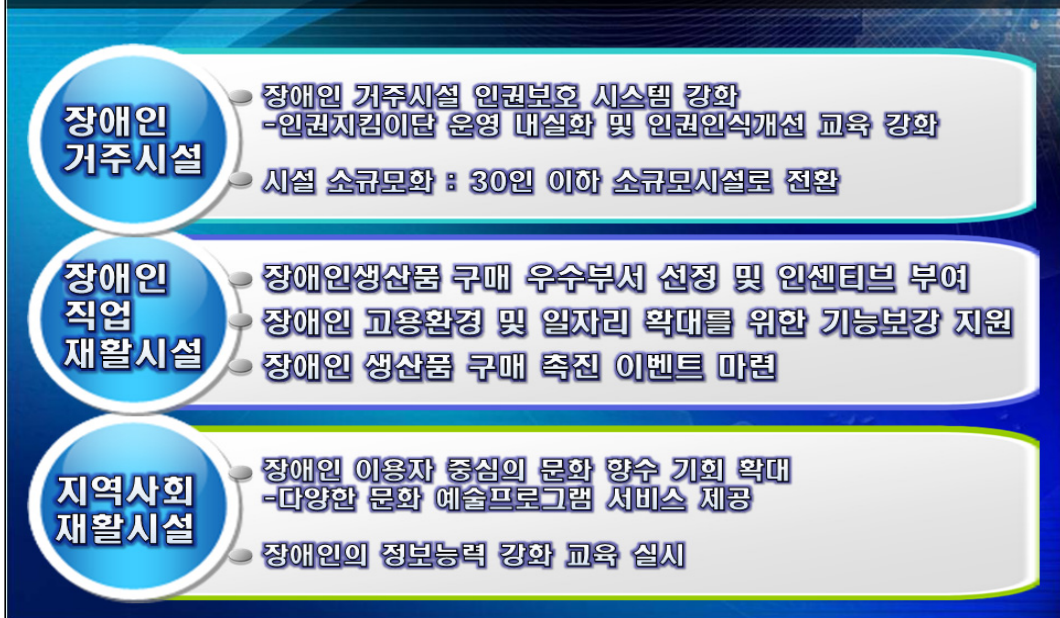 장애인
거주시설
장애인 거주시설 인권보호 시스템 강화
-인권지킴이단 운영 내실화 및 인권인식개선 교육 강화
시설 소규모화 : 30인 이하 소규모시설로 전환
장애인
직업
재활시설
장애인생산품 구매 우수부서 선정 및 인센티브 부여
장애인 고용환경 및 일자리 확대를 위한 기능보강 지원
장애인 생산품 구매 촉진 이벤트 마련
지역사회
재활시설
장애인 이용자 중심의 문화 향수 기회 확대
-다양한 문화 예술프로그램 서비스 제공
장애인의 정보능력 강화 교육 실시